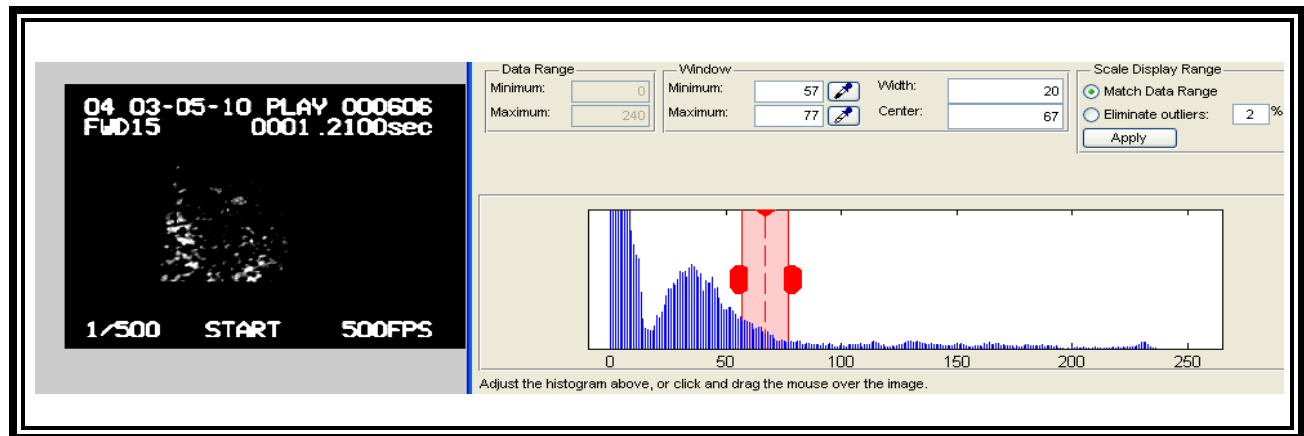 04 03-05-10 PLAY 000606
FWD15 0001.2100sec
1/500 START 500FPS
Data Range
Minimum: 0
Maximum: 240
Window
Minimum: 57
Maximum: 77
Width: 20
Center: 67
Scale Display Range
Match Data Range
Eliminate outliers: 2 %
Apply
0 50 100 150 200 250
Adjust the histogram above, or click and drag the mouse over the image.